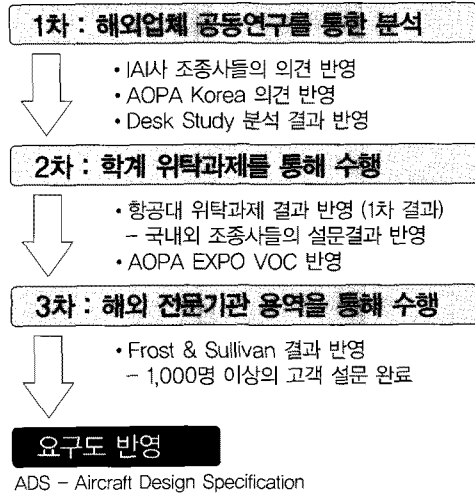 1차 : 해외업체 공동연구를 통한 분석
• IAI사 조종사들의 의견 반영
• AOPA Korea 의견 반영
• Desk Study 분석 결과 반영
2차 : 학계 위탁과제를 통해 수행
• 항공대 위탁과제 결과 반영 (1차 결과)
– 국내외 조종사들의 설문결과 반영
• AOPA EXPO VOC 반영
3차 : 해외 전문기관 용역을 통해 수행
• Frost & Sullivan 결과 반영
– 1,000명 이상의 고객 설문 완료
요구도 반영
ADS – Aircraft Design Specification